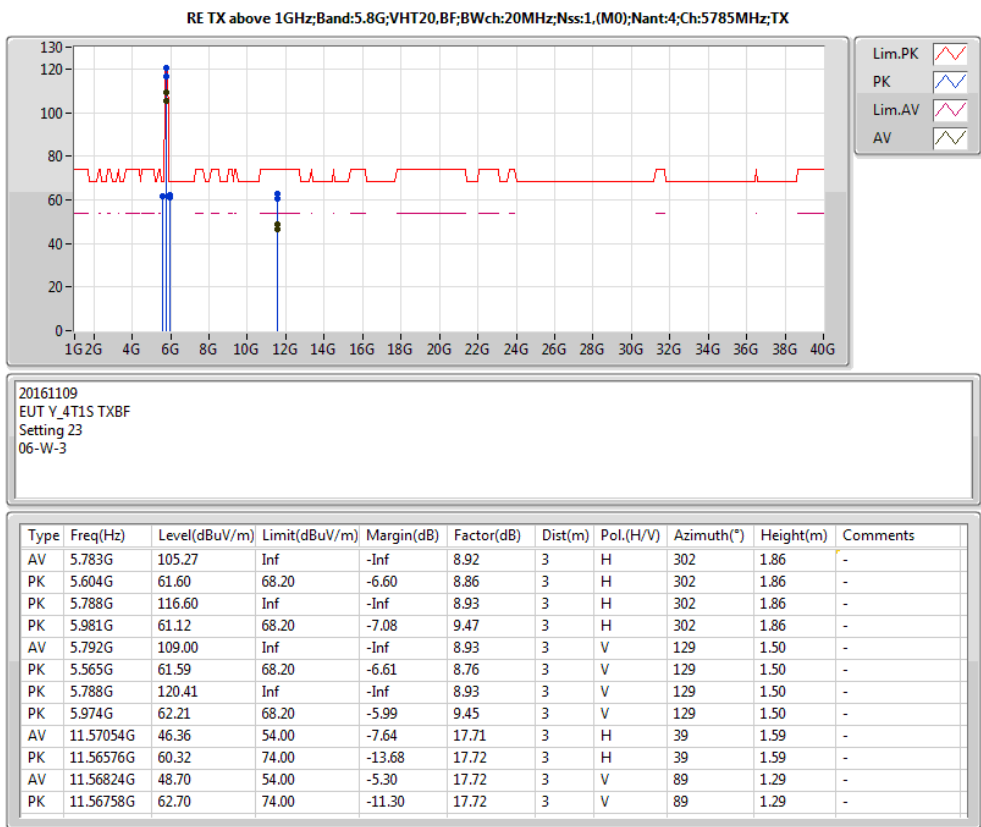 RE TX above 1GHz;Band:5.8G;VHT20,BF;BWch:20MHz;Nss:1,(M0);Nant:4;Ch:5785MHz;TX
130
120
100
80
60
40
20
0
1G 2G 4G 6G 8G 10G 12G 14G 16G 18G 20G 22G 24G 26G 28G 30G 32G 34G 36G 38G 40G
Lim.PK
PK
Lim.AV
AV
20161109
EUT Y_4T1S TXBF
Setting 23
06-W-3
Type Freq(Hz) Level(dBuV/m) Limit(dBuV/m) Margin(dB) Factor(dB) Dist(m) Pol.(H/V) Azimuth(°) Height(m) Comments
AV 5.783G 105.27 Inf -Inf 8.92 3 H 302 1.86 -
PK 5.604G 61.60 68.20 -6.60 8.86 3 H 302 1.86 -
PK 5.788G 116.60 Inf -Inf 8.93 3 H 302 1.86 -
PK 5.981G 61.12 68.20 -7.08 9.47 3 H 302 1.86 -
AV 5.792G 109.00 Inf -Inf 8.93 3 V 129 1.50 -
PK 5.565G 61.59 68.20 -6.61 8.76 3 V 129 1.50 -
PK 5.788G 120.41 Inf -Inf 8.93 3 V 129 1.50 -
PK 5.974G 62.21 68.20 -5.99 9.45 3 V 129 1.50 -
AV 11.57054G 46.36 54.00 -7.64 17.71 3 H 39 1.59 -
PK 11.56576G 60.32 74.00 -13.68 17.72 3 H 39 1.59 -
AV 11.56824G 48.70 54.00 -5.30 17.72 3 V 89 1.29 -
PK 11.56758G 62.70 74.00 -11.30 17.72 3 V 89 1.29 -